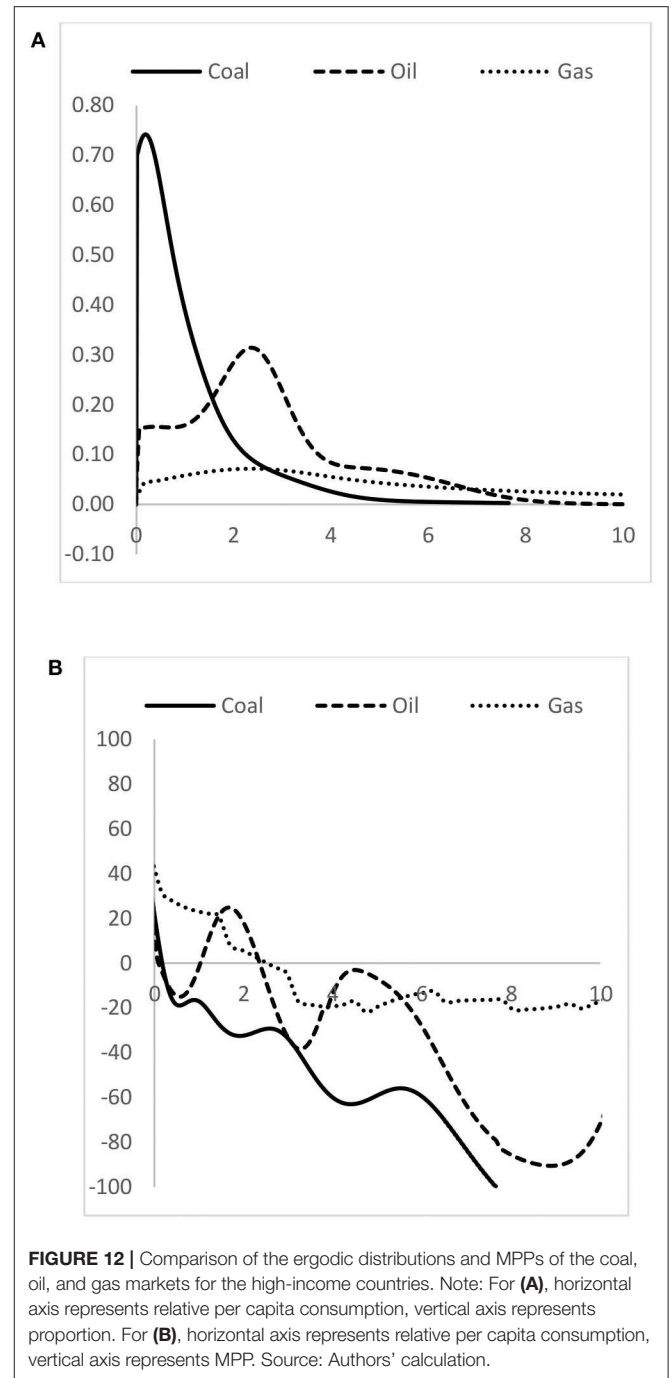 A
Coal Oil Gas
0.80
0.70
0.60
0.50
0.40
0.30
0.20
0.10
0.00
-0.10
0 2 4 6 8 10
B
Coal Oil Gas
100
80
60
40
20
0
-20
-40
-60
-80
-100
0 2 4 6 8 10
FIGURE 12 | Comparison of the ergodic distributions and MPPs of the coal,
oil, and gas markets for the high-income countries. Note: For (A), horizontal
axis represents relative per capita consumption, vertical axis represents
proportion. For (B), horizontal axis represents relative per capita consumption,
vertical axis represents MPP. Source: Authors' calculation.